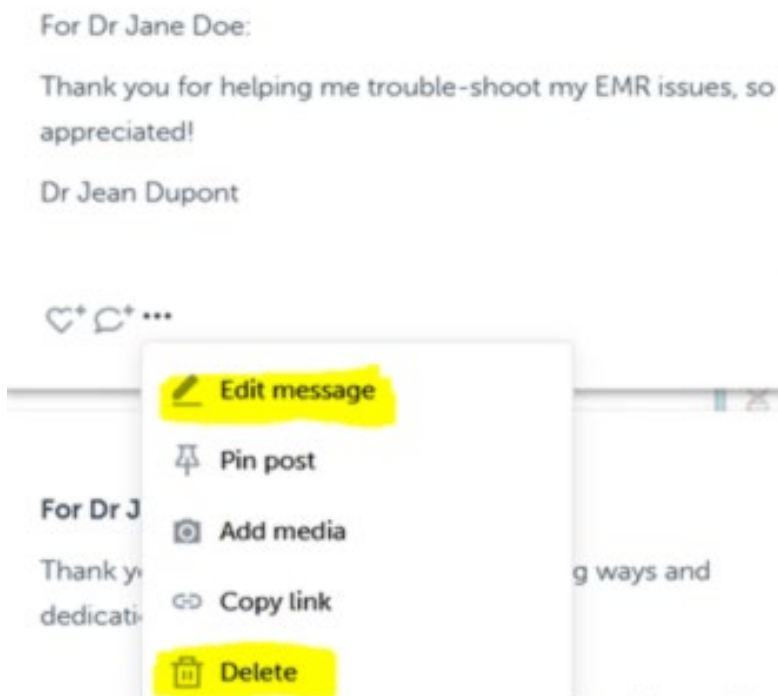 For Dr Jane Doe:
Thank you for helping me trouble-shoot my EMR issues, so
appreciated!
Dr Jean Dupont
Edit message
Pin post
For Dr J
Add media
Thank y
g ways and
Copy link
dedicati
Delete